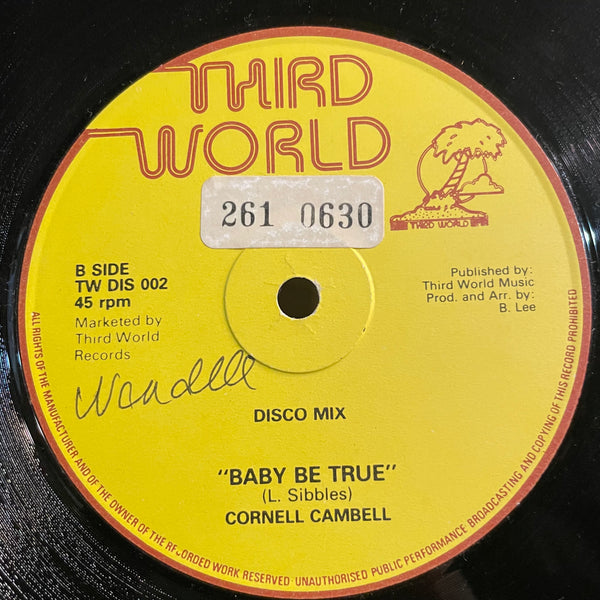 THIRD
WORLD
THIRD WORLD
261 0630
B SIDE
TW DIS 002
45 rpm
Marketed by
Third World
Records
Published by:
Third World Music
Prod. and Arr. by:
B. Lee
Wendell
DISCO MIX
"BABY BE TRUE"
(L. Sibbles)
CORNELL CAMBELL
ALL RIGHTS OF THE MANUFACTURER AND OF THE OWNER OF THE RECORDED WORK RESERVED · UNAUTHORISED PUBLIC PERFORMANCE BROADCASTING AND COPYING OF THIS RECORD PROHIBITED